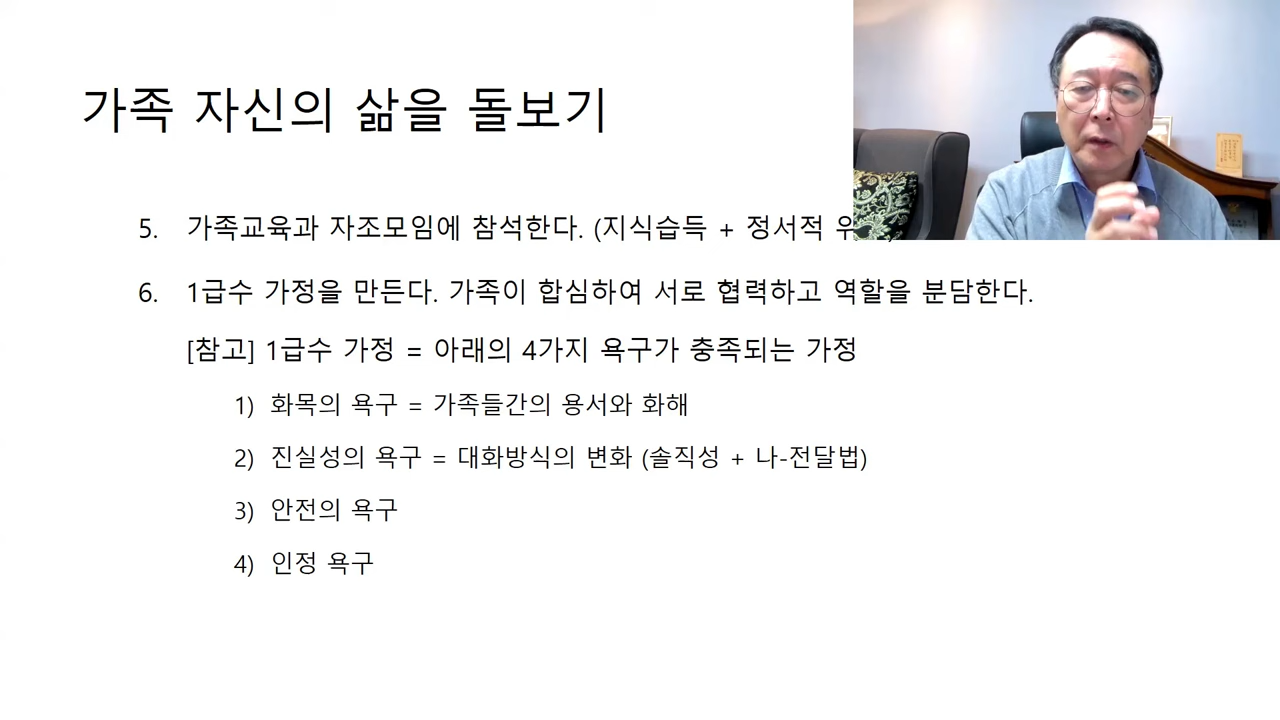 가족 자신의 삶을 돌보기
5. 가족교육과 자조모임에 참석한다. (지식습득 + 정서적
6. 1급수 가정을 만든다. 가족이 합심하여 서로 협력하고 역할을 분담한다.
[참고] 1급수 가정 = 아래의 4가지 욕구가 충족되는 가정
1) 화목의 욕구 = 가족들간의 용서와 화해
2) 진실성의 욕구 = 대화방식의 변화 (솔직성 + 나-전달법)
3) 안전의 욕구
4) 인정 욕구